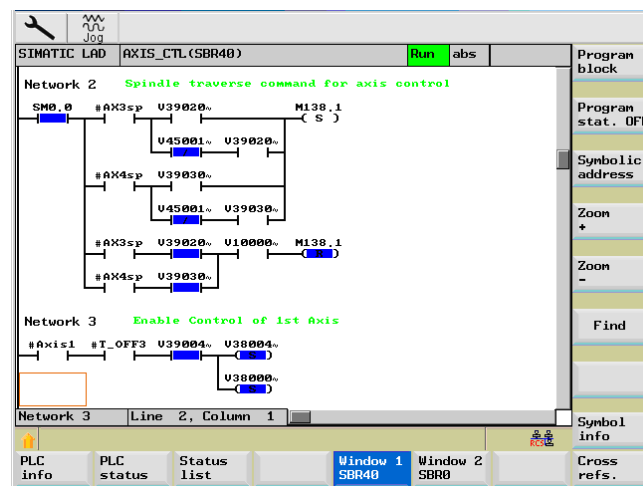 Jog
SIMATIC LAD AXIS_CTL(SBR40) Run abs
Program block
Network 2 Spindle traverse command for axis control
SM0.0 #AX3sp V39020~ M138.1
( S )
Program stat. OFF
V45001~ V39020~
/
Symbolic address
#AX4sp V39030~
V45001~ V39030~
/
Zoom +
#AX3sp V39020~ V10000~ M138.1
( R )
Zoom -
#AX4sp V39030~
Network 3 Enable Control of 1st Axis
Find
#Axis1 #T_OFF3 V39004~ V38004~
( S )
V38000~
( S )
Network 3 Line 2, Column 1
Symbol info
RCS
PLC info PLC status Status list Window 1 SBR40 Window 2 SBR0 Cross refs.